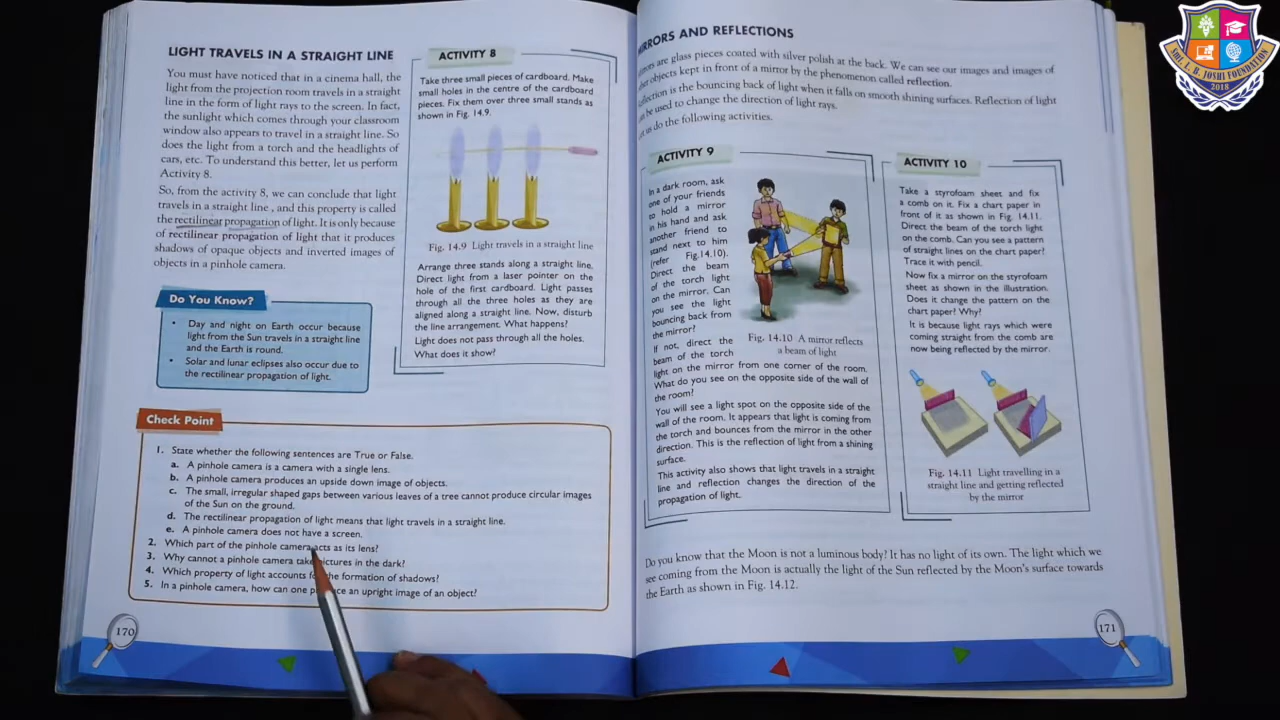 LIGHT TRAVELS IN A STRAIGHT LINE
You must have noticed that in a cinema hall, the
light from the projection room travels in a straight
line in the form of light rays to the screen. In fact,
the sunlight which comes through your classroom
window also appears to travel in a straight line. So
does the light from a torch and the headlights of
cars, etc. To understand this better, let us perform
Activity 8.
So, from the activity 8, we can conclude that light
travels in a straight line , and this property is called
the rectilinear propagation of light. It is only because
of rectilinear propagation of light that it produces
shadows of opaque objects and inverted images of
objects in a pinhole camera.
Do You Know?
• Day and night on Earth occur because
light from the Sun travels in a straight line
and the Earth is round.
• Solar and lunar eclipses also occur due to
the rectilinear propagation of light.
ACTIVITY 8
Take three small pieces of cardboard. Make
small holes in the centre of the cardboard
pieces. Fix them over three small stands as
shown in Fig. 14.9.
Fig. 14.9 Light travels in a straight line
Arrange three stands along a straight line.
Direct light from a laser pointer on the
hole of the first cardboard. Light passes
through all the three holes as they are
aligned along a straight line. Now, disturb
the line arrangement. What happens?
Light does not pass through all the holes.
What does it show?
Check Point
1. State whether the following sentences are True or False.
a. A pinhole camera is a camera with a single lens.
b. A pinhole camera produces an upside down image of objects.
c. The small, irregular shaped gaps between various leaves of a tree cannot produce circular images
of the Sun on the ground.
d. The rectilinear propagation of light means that light travels in a straight line.
e. A pinhole camera does not have a screen.
2. Which part of the pinhole camera acts as its lens?
3. Why cannot a pinhole camera take pictures in the dark?
4. Which property of light accounts the formation of shadows?
5. In a pinhole camera, how can one an upright image of an object?
170
MIRRORS AND REFLECTIONS
are glass pieces coated with silver polish at the back. We can see our images and images of
objects kept in front of a mirror by the phenomenon called reflection.
Reflection is the bouncing back of light when it falls on smooth shining surfaces. Reflection of light
be used to change the direction of light rays.
us do the following activities.
ACTIVITY 9
In a dark room, ask
one of your friends
to hold a mirror
in his hand and ask
another friend to
stand next to him
(refer Fig.14.10).
Direct the beam
of the torch light
on the mirror. Can
you see the light
bouncing back from
the mirror?
If not, direct the
beam of the torch
light on the mirror from one corner of the room.
What do you see on the opposite side of the wall of
the room?
You will see a light spot on the opposite side of the
wall of the room. It appears that light is coming from
the torch and bounces from the mirror in the other
direction. This is the reflection of light from a shining
surface.
This activity also shows that light travels in a straight
line and reflection changes the direction of the
propagation of light.
Fig. 14.10 A mirror reflects
a beam of light
ACTIVITY 10
Take a styrofoam sheet and fix
a comb on it. Fix a chart paper in
front of it as shown in Fig. 14.11.
Direct the beam of the torch light
on the comb. Can you see a pattern
of straight lines on the chart paper?
Trace it with pencil.
Now fix a mirror on the styrofoam
sheet as shown in the illustration.
Does it change the pattern on the
chart paper? Why?
It is because light rays which were
coming straight from the comb are
now being reflected by the mirror.
Fig. 14.11 Light travelling in a
straight line and getting reflected
by the mirror
Do you know that the Moon is not a luminous body? It has no light of its own. The light which we
see coming from the Moon is actually the light of the Sun reflected by the Moon's surface towards
the Earth as shown in Fig. 14.12.
171
JOSHI FOUNDATION
2018